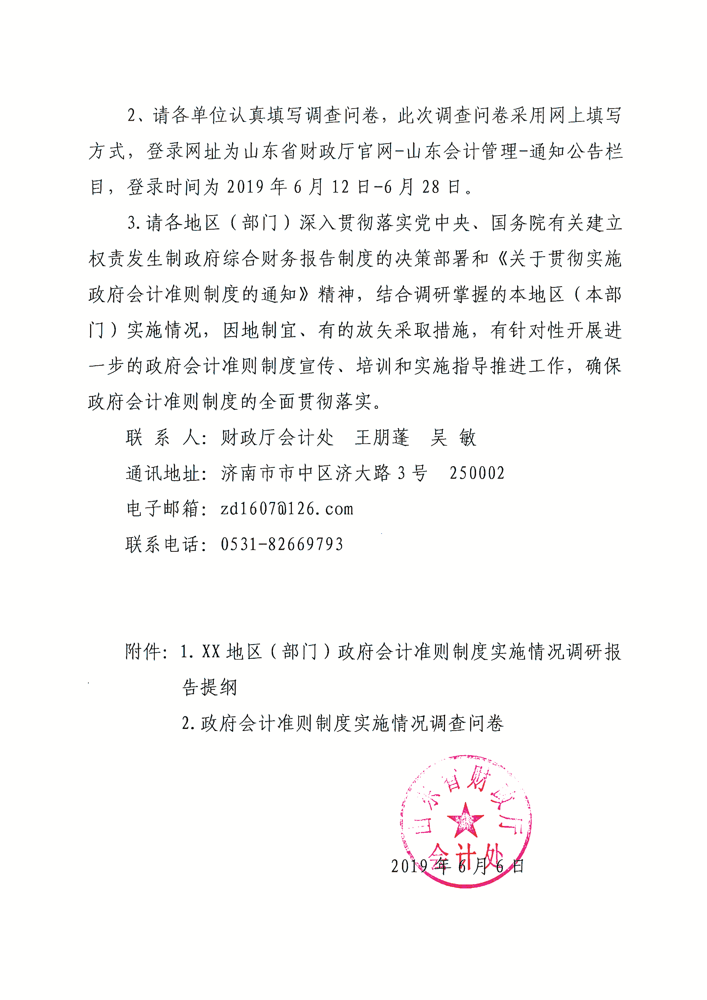 2、请各单位认真填写调查问卷，此次调查问卷采用网上填写
方式，登录网址为山东省财政厅官网-山东会计管理-通知公告栏
目，登录时间为 2019 年 6 月 12 日-6 月 28 日。
3.请各地区（部门）深入贯彻落实党中央、国务院有关建立
权责发生制政府综合财务报告制度的决策部署和《关于贯彻实施
政府会计准则制度的通知》精神，结合调研掌握的本地区（本部
门）实施情况，因地制宜、有的放矢采取措施，有针对性开展进
一步的政府会计准则制度宣传、培训和实施指导推进工作，确保
政府会计准则制度的全面贯彻落实。
联 系 人： 财政厅会计处 王朋蓬 吴 敏
通讯地址： 济南市市中区济大路 3 号 250002
电子邮箱： zd1607@126.com
联系电话： 0531-82669793
附件： 1. XX 地区（部门）政府会计准则制度实施情况调研报
告提纲
2.政府会计准则制度实施情况调查问卷
山东省财政厅
会计处
2019 年 6 月 6 日